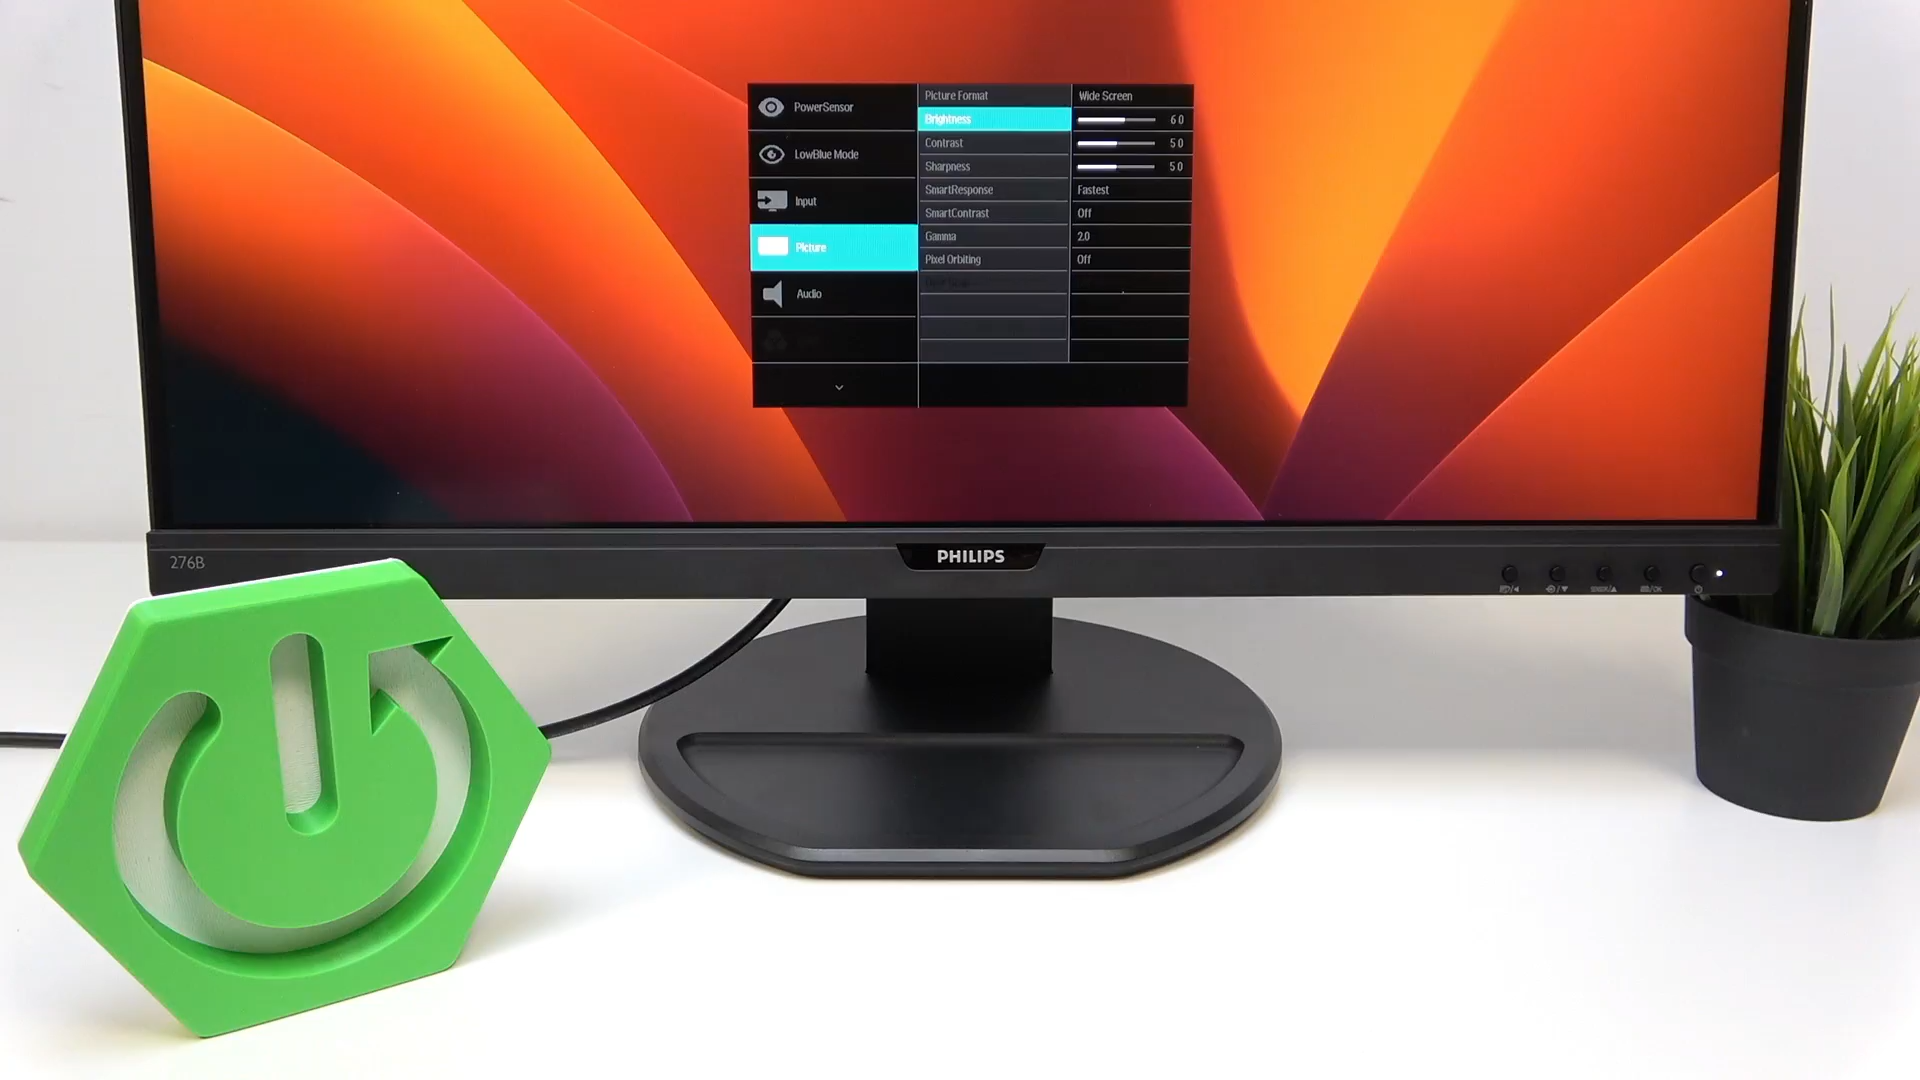 PowerSensor
LowBlue Mode
Input
Picture
Audio
Picture Format Wide Screen
Brightness 60
Contrast 50
Sharpness 50
SmartResponse Fastest
SmartContrast Off
Gamma 2.0
Pixel Orbiting Off
276B
PHILIPS